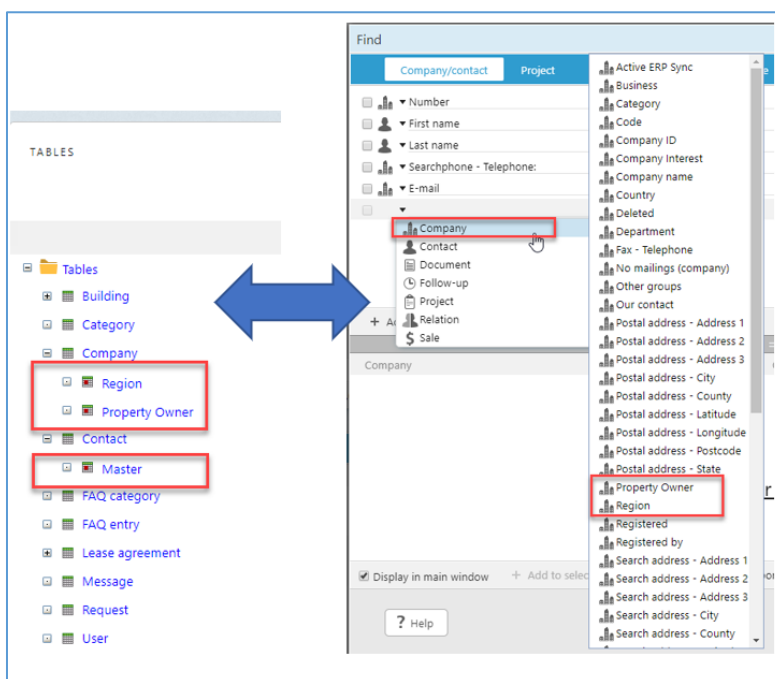 TABLES
Tables
Building
Category
Company
Region
Property Owner
Contact
Master
FAQ category
FAQ entry
Lease agreement
Message
Request
User
Find
Company/contact
Project
Number
First name
Last name
Searchphone - Telephone:
E-mail
Company
Contact
Document
Follow-up
Project
Relation
Sale
+ A
Company
Display in main window
+ Add to selec
? Help
Active ERP Sync
Business
Category
Code
Company ID
Company Interest
Company name
Country
Deleted
Department
Fax - Telephone
No mailings (company)
Other groups
Our contact
Postal address - Address 1
Postal address - Address 2
Postal address - Address 3
Postal address - City
Postal address - County
Postal address - Latitude
Postal address - Longitude
Postal address - Postcode
Postal address - State
Property Owner
Region
Registered
Registered by
Search address - Address 1
Search address - Address 2
Search address - Address 3
Search address - City
Search address - County
e
r